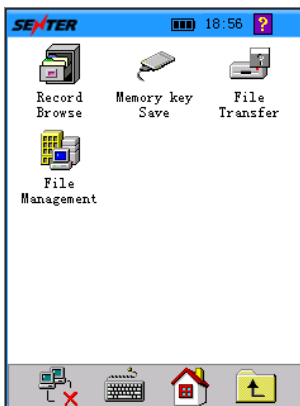 SENTER
18:56 ?
Record Browse
Memory key Save
File Transfer
File Management